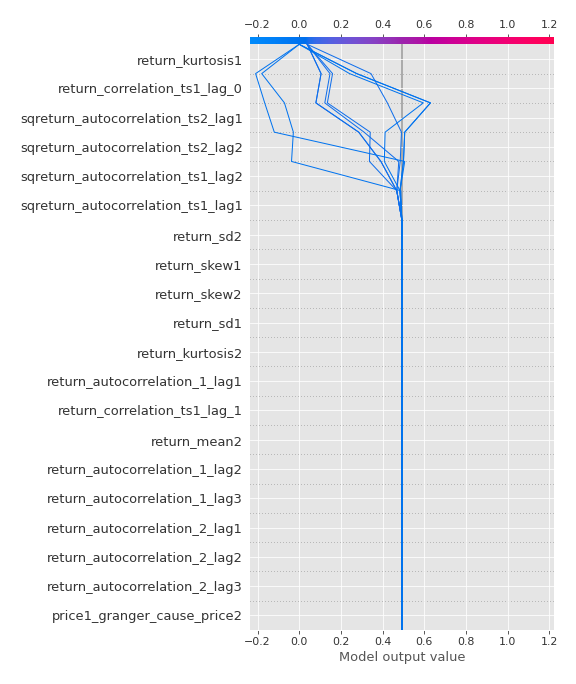 −0.2 0.0 0.2 0.4 0.6 0.8 1.0 1.2
return_kurtosis1
return_correlation_ts1_lag_0
sqreturn_autocorrelation_ts2_lag1
sqreturn_autocorrelation_ts2_lag2
sqreturn_autocorrelation_ts1_lag2
sqreturn_autocorrelation_ts1_lag1
return_sd2
return_skew1
return_skew2
return_sd1
return_kurtosis2
return_autocorrelation_1_lag1
return_correlation_ts1_lag_1
return_mean2
return_autocorrelation_1_lag2
return_autocorrelation_1_lag3
return_autocorrelation_2_lag1
return_autocorrelation_2_lag2
return_autocorrelation_2_lag3
price1_granger_cause_price2
−0.2 0.0 0.2 0.4 0.6 0.8 1.0 1.2
Model output value